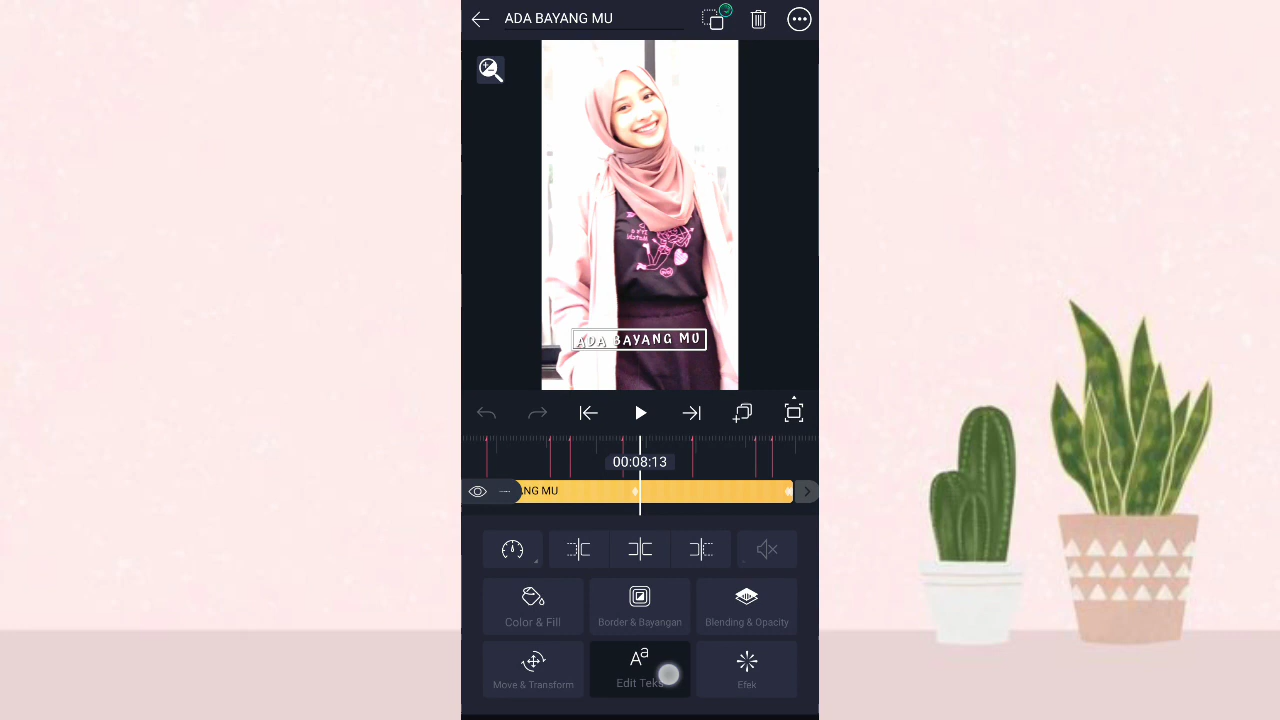 ADA BAYANG MU
ADA BAYANG MU
00:08:13
NG MU
Color & Fill
Border & Bayangan
Blending & Opacity
Move & Transform
Edit Teks
Efek